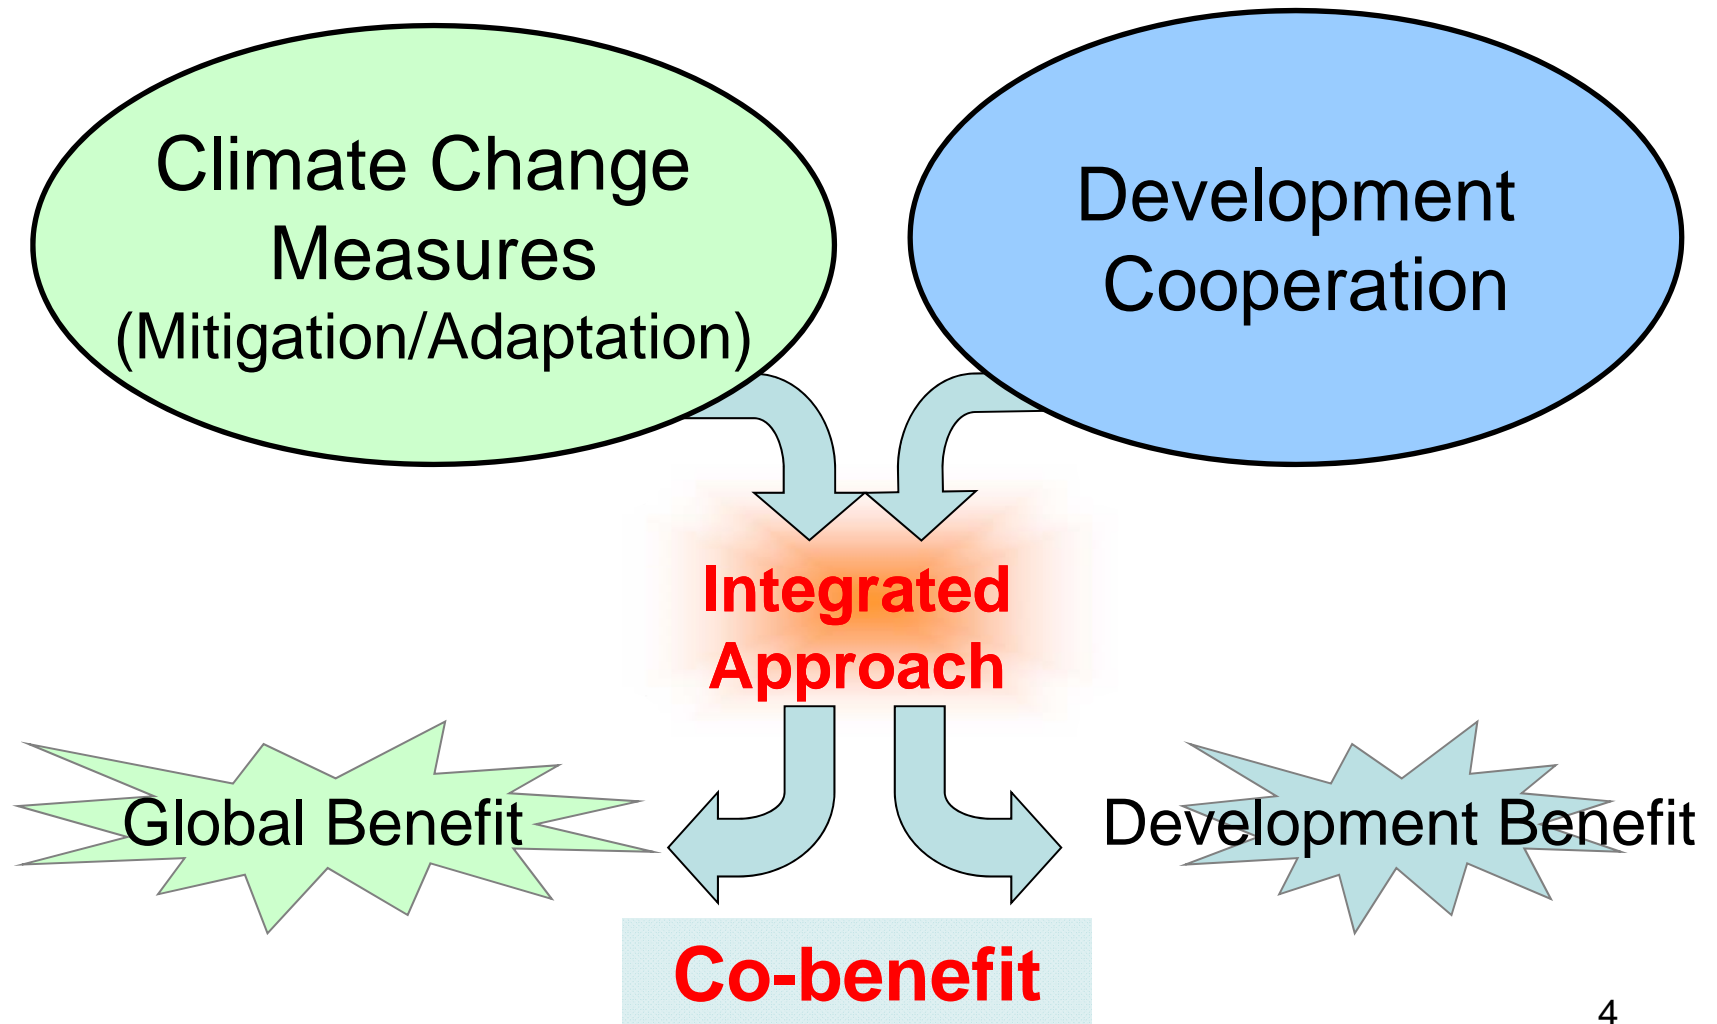 Climate Change
Measures
(Mitigation/Adaptation)
Development
Cooperation
Integrated
Approach
Global Benefit
Development Benefit
Co-benefit
4